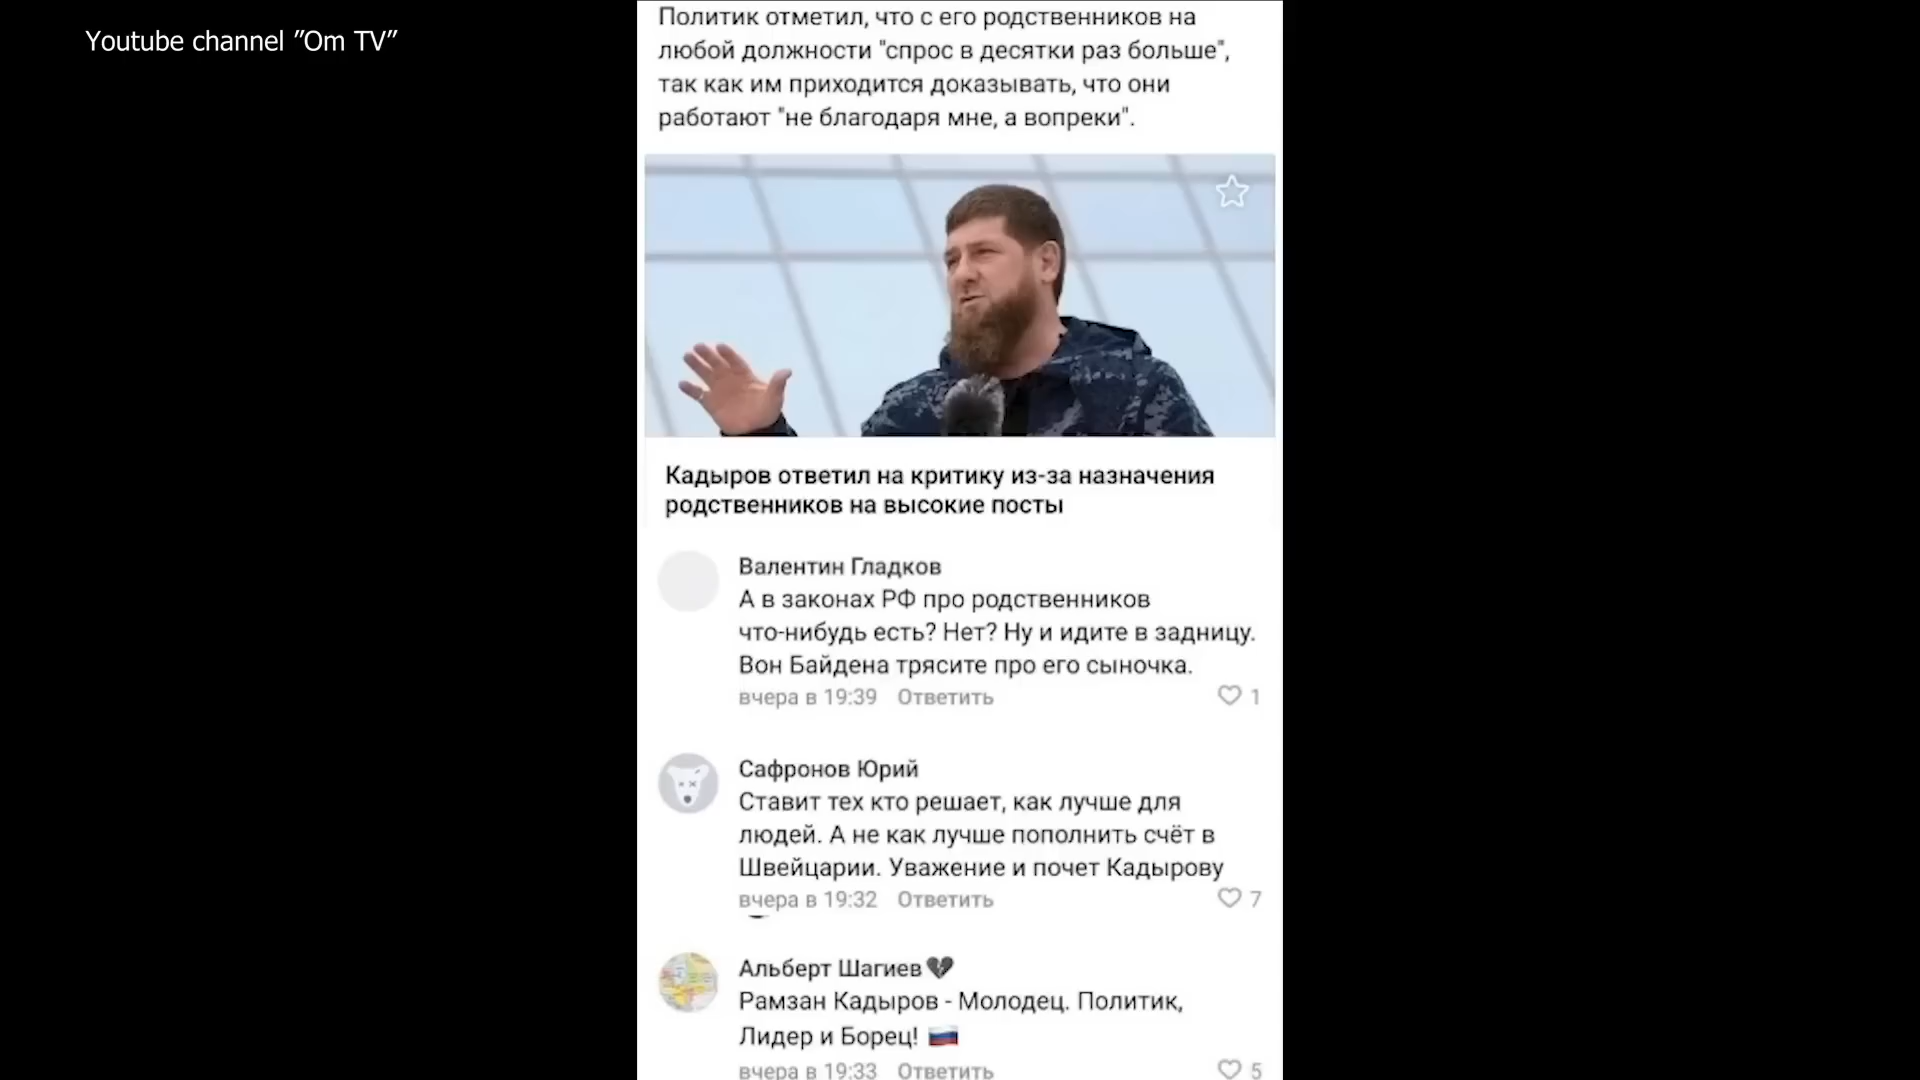 Youtube channel ”Om TV”
Политик отметил, что с его родственников на
любой должности "спрос в десятки раз больше",
так как им приходится доказывать, что они
работают "не благодаря мне, а вопреки".
Кадыров ответил на критику из-за назначения
родственников на высокие посты
Валентин Гладков
А в законах РФ про родственников
что-нибудь есть? Нет? Ну и идите в задницу.
Вон Байдена трясите про его сыночка.
вчера в 19:39 Ответить 1
Сафронов Юрий
Ставит тех кто решает, как лучше для
людей. А не как лучше пополнить счёт в
Швейцарии. Уважение и почет Кадырову
вчера в 19:32 Ответить 7
Альберт Шагиев💔
Рамзан Кадыров - Молодец. Политик,
Лидер и Борец! 🇷🇺
вчера в 19:33 Ответить 5